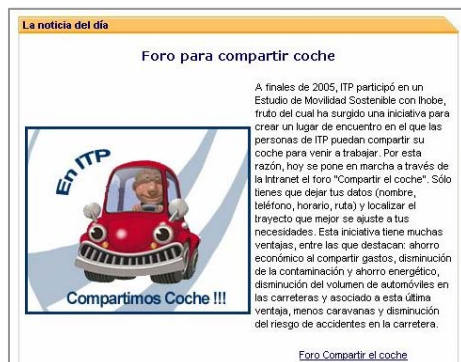 La noticia del día
Foro para compartir coche
A finales de 2005, ITP participó en un
Estudio de Movilidad Sostenible con Ihobe,
fruto del cual ha surgido una iniciativa para
crear un lugar de encuentro en el que las
personas de ITP puedan compartir su
coche para venir a trabajar. Por esta
razón, hoy se pone en marcha a través de
la Intranet el foro "Compartir el coche". Sólo
tienes que dejar tus datos (nombre,
teléfono, horario, ruta) y localizar el
trayecto que mejor se ajuste a tus
necesidades. Esta iniciativa tiene muchas
ventajas, entre las que destacan: ahorro
económico al compartir gastos, disminución
de la contaminación y ahorro energético,
disminución del volumen de automóviles en
las carreteras y asociado a esta última
ventaja, menos caravanas y disminución
del riesgo de accidentes en la carretera.
En ITP
Compartimos Coche !!!
Foro Compartir el coche